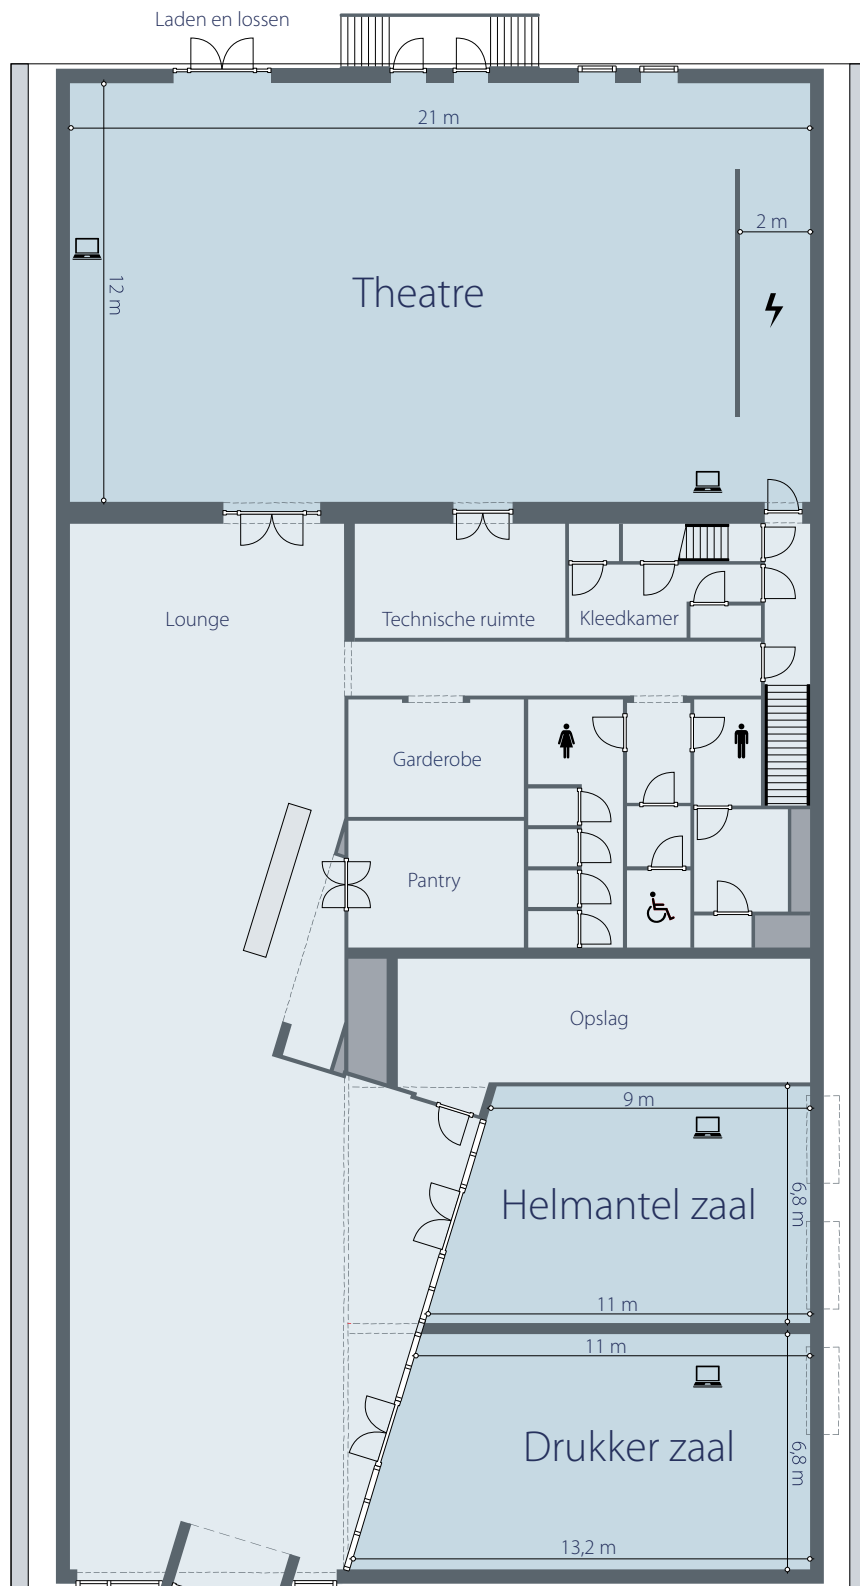 Laden en lossen
21 m
2 m
12 m
Theatre
Lounge
Technische ruimte
Kleedkamer
Garderobe
Pantry
Opslag
9 m
6,8 m
Helmantel zaal
11 m
11 m
Drukker zaal
6,8 m
13,2 m